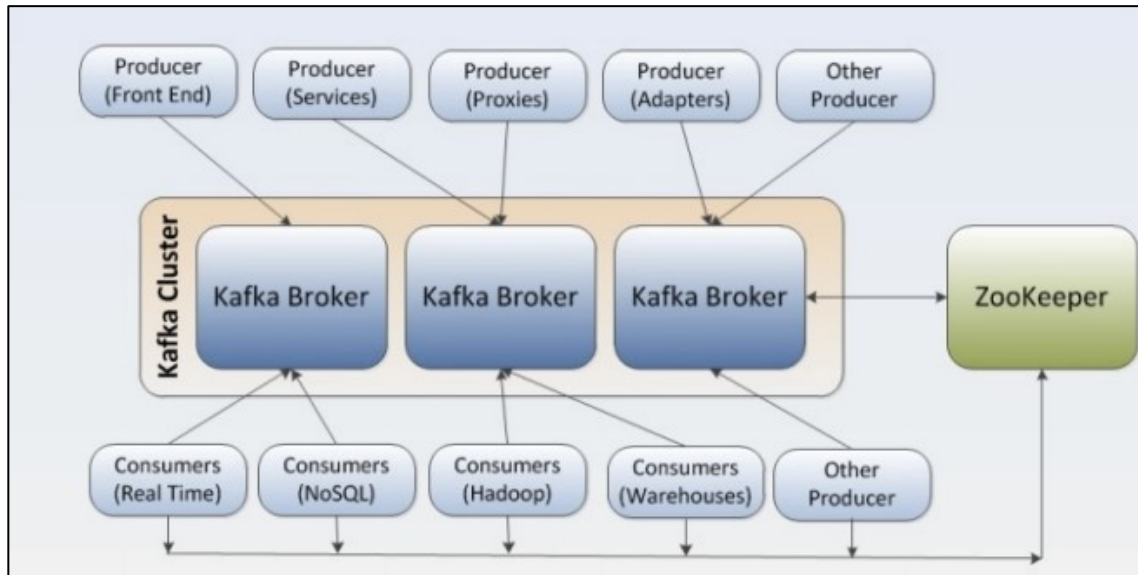 Producer
(Front End)
Producer
(Services)
Producer
(Proxies)
Producer
(Adapters)
Other
Producer
Kafka Cluster
Kafka Broker
Kafka Broker
Kafka Broker
ZooKeeper
Consumers
(Real Time)
Consumers
(NoSQL)
Consumers
(Hadoop)
Consumers
(Warehouses)
Other
Producer